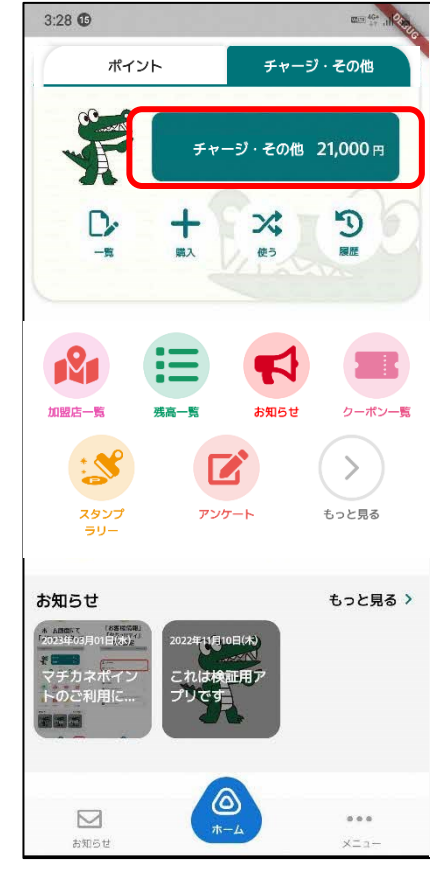 3:28 15
4G+
DEBUG
ポイント
チャージ・その他
チャージ・その他 21,000 円
一覧
購入
使う
履歴
加盟店一覧
残高一覧
お知らせ
クーポン一覧
スタンプ
ラリー
アンケート
もっと見る
お知らせ
もっと見る
2023年03月01日(水)
マチカネポイン
トのご利用に...
2022年11月10日(木)
これは検証用ア
プリです
お知らせ
ホーム
メニュー